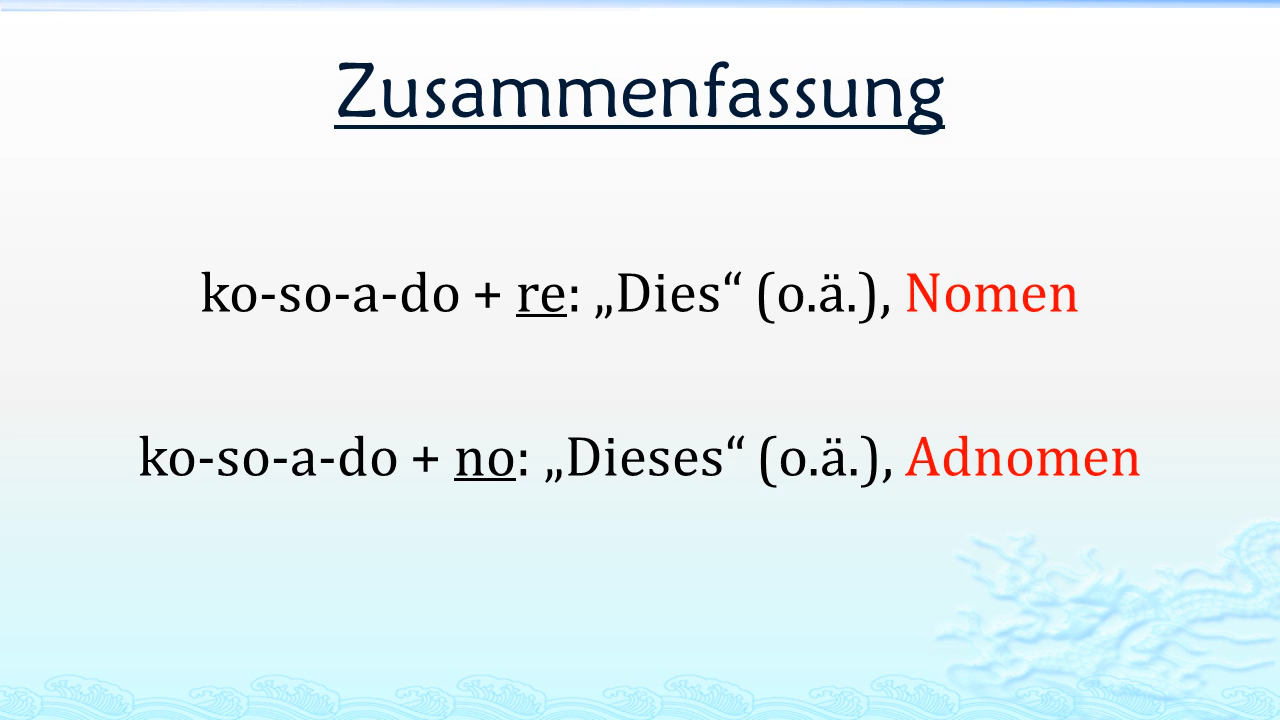 Zusammenfassung
ko-so-a-do + re: „Dies“ (o.ä.), Nomen
ko-so-a-do + no: „Dieses“ (o.ä.), Adnomen